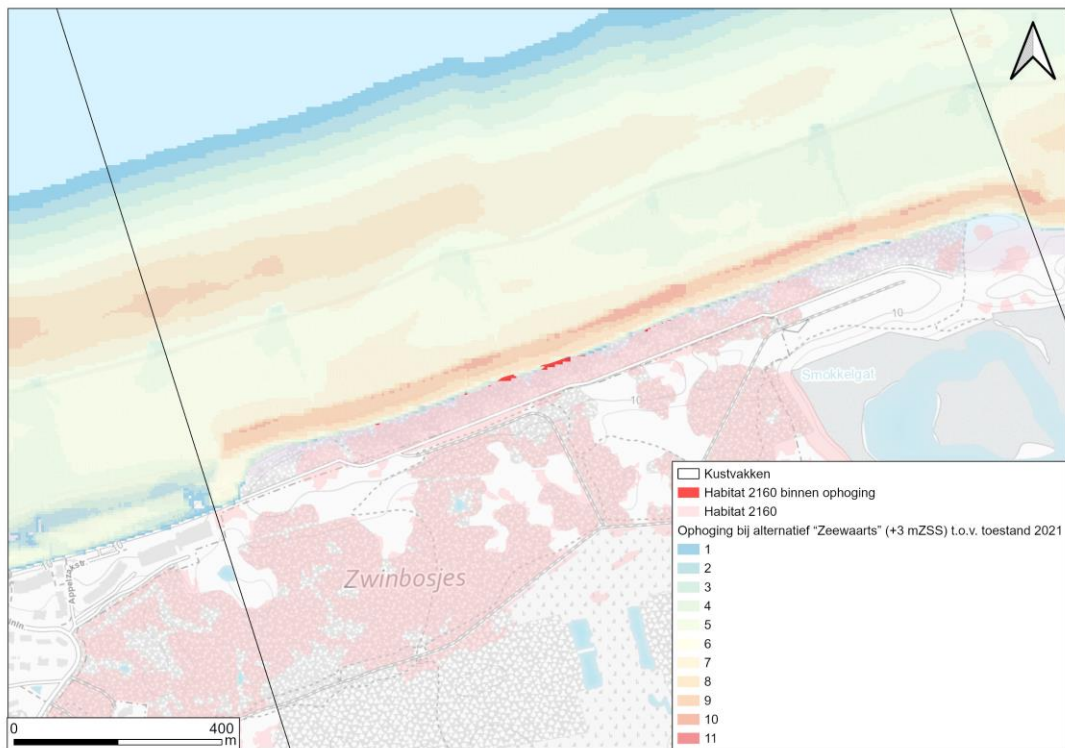 10
Smokkelgat
10
Zwinbosjes
Appelzakstr
Kustvakken
Habitat 2160 binnen ophoging
Habitat 2160
Ophoging bij alternatief “Zeewaarts” (+3 mZSS) t.o.v. toestand 2021
1
2
3
4
5
6
7
8
9
10
11
0 400
m